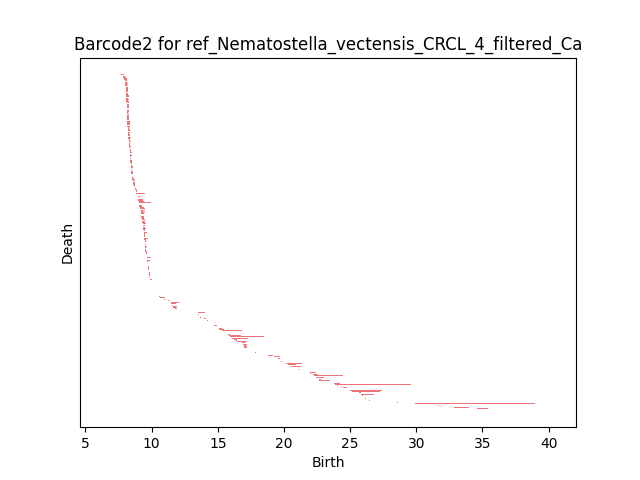 Barcode2 for ref_Nematostella_vectensis_CRCL_4_filtered_Ca
Death
5 10 15 20 25 30 35 40
Birth